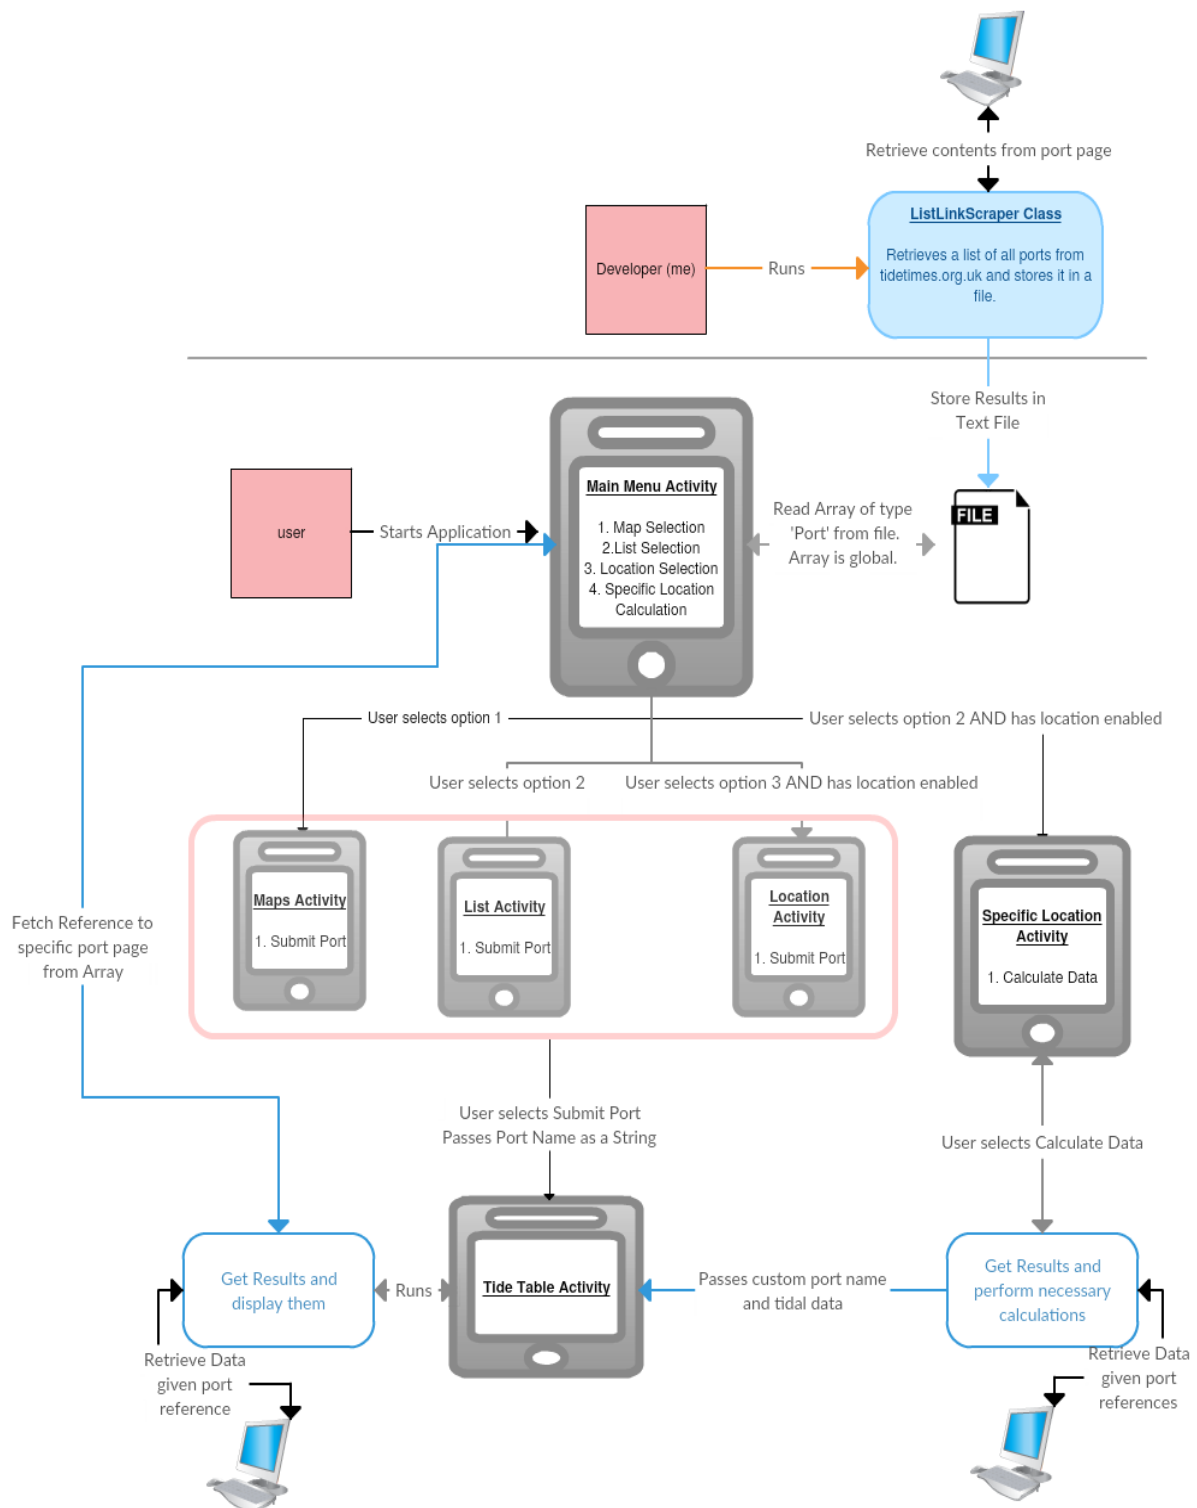 Retrieve contents from port page
ListLinkScraper Class
Retrieves a list of all ports from
tidetimes.org.uk and stores it in a
file.
Developer (me)
Runs
Store Results in
Text File
Main Menu Activity
1. Map Selection
2.List Selection
3. Location Selection
4. Specific Location
Calculation
user
Starts Application
Read Array of type
'Port' from file.
Array is global.
FILE
User selects option 1
User selects option 2 AND has location enabled
User selects option 2
User selects option 3 AND has location enabled
Maps Activity
1. Submit Port
List Activity
1. Submit Port
Location
Activity
1. Submit Port
Specific Location
Activity
1. Calculate Data
Fetch Reference to
specific port page
from Array
User selects Submit Port
Passes Port Name as a String
User selects Calculate Data
Get Results and
display them
Runs
Tide Table Activity
Passes custom port name
and tidal data
Get Results and
perform necessary
calculations
Retrieve Data
given port
reference
Retrieve Data
given port
references